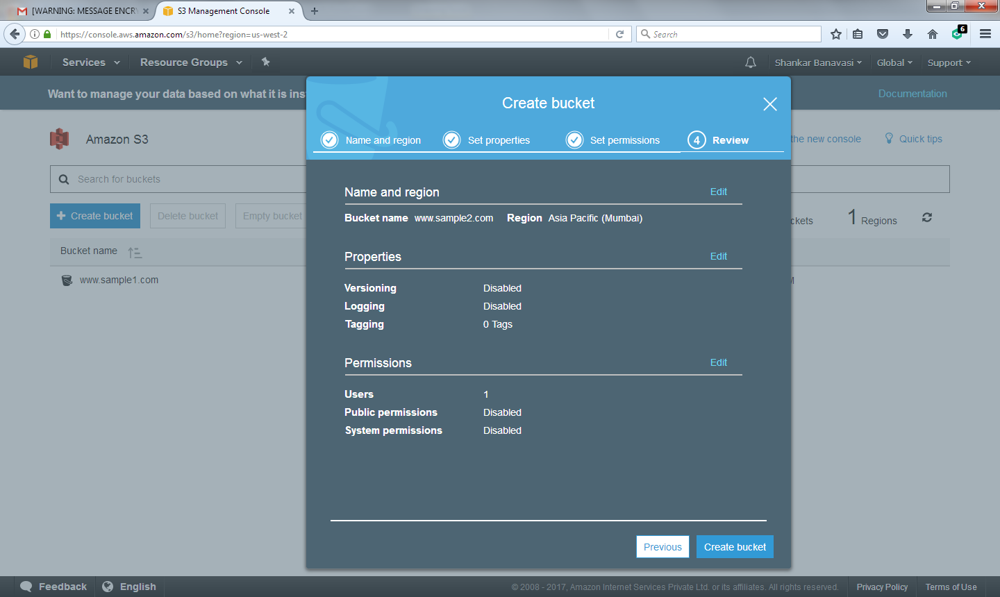 [WARNING: MESSAGE ENCRY
S3 Management Console
https://console.aws.amazon.com/s3/home?region=us-west-2
Search
6
Services
Resource Groups
Shankar Banavasi
Global
Support
Want to manage your data based on what it is ins
Documentation
Create bucket
Name and region
Set properties
Set permissions
4 Review
Amazon S3
the new console
Quick tips
Search for buckets
Create bucket
Delete bucket
Empty bucket
ckets
1 Regions
Bucket name
www.sample1.com
M
Name and region
Edit
Bucket name www.sample2.com Region Asia Pacific (Mumbai)
Properties
Edit
Versioning Disabled
Logging Disabled
Tagging 0 Tags
Permissions
Edit
Users 1
Public permissions Disabled
System permissions Disabled
Previous
Create bucket
Feedback
English
© 2008 - 2017, Amazon Internet Services Private Ltd. or its affiliates. All rights reserved.
Privacy Policy
Terms of Use